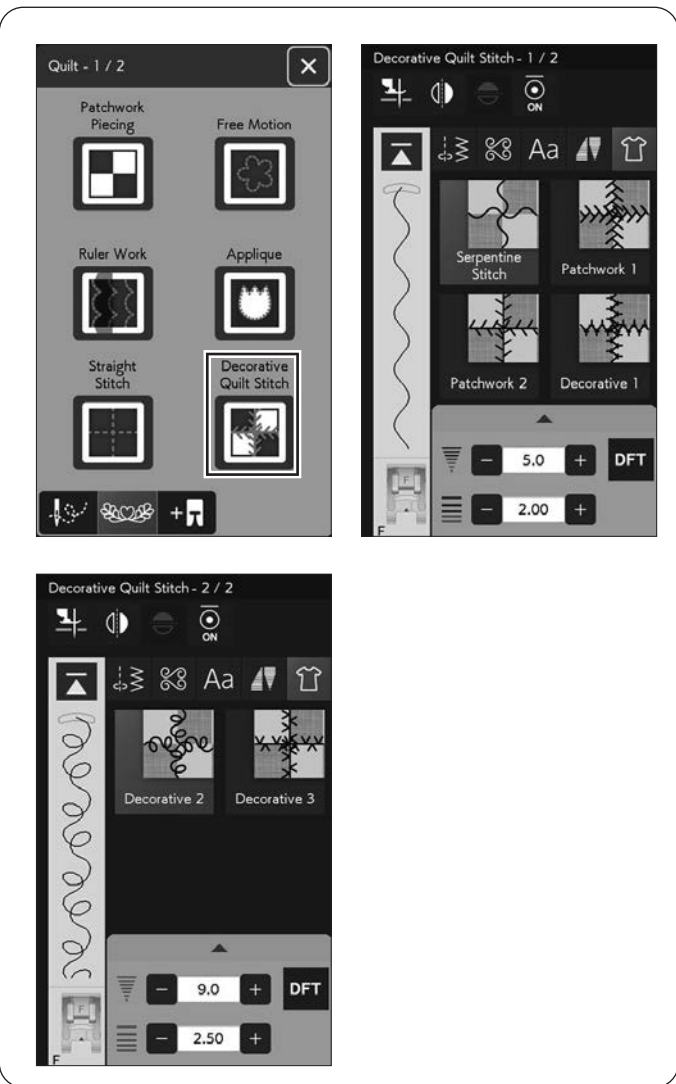 Quilt - 1 / 2
Patchwork
Piecing
Free Motion
Ruler Work
Applique
Straight
Stitch
Decorative
Quilt Stitch
Decorative Quilt Stitch - 1 / 2
ON
Aa
Serpentine
Stitch
Patchwork 1
Patchwork 2
Decorative 1
5.0
DFT
2.00
F
F
Decorative Quilt Stitch - 2 / 2
ON
Aa
Decorative 2
Decorative 3
9.0
DFT
2.50
F
F